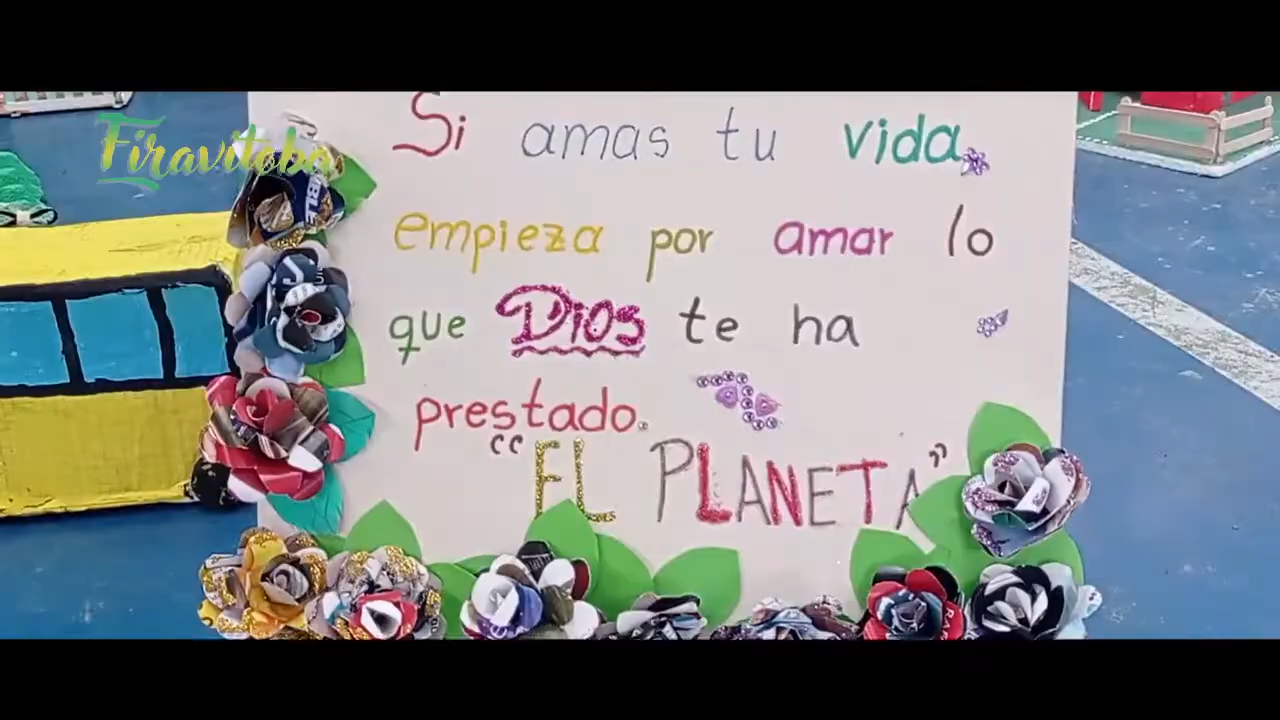 Firavitoba
Si amas tu vida,
empieza por amar lo
que Dios te ha
prestado.
"EL PLANETA"